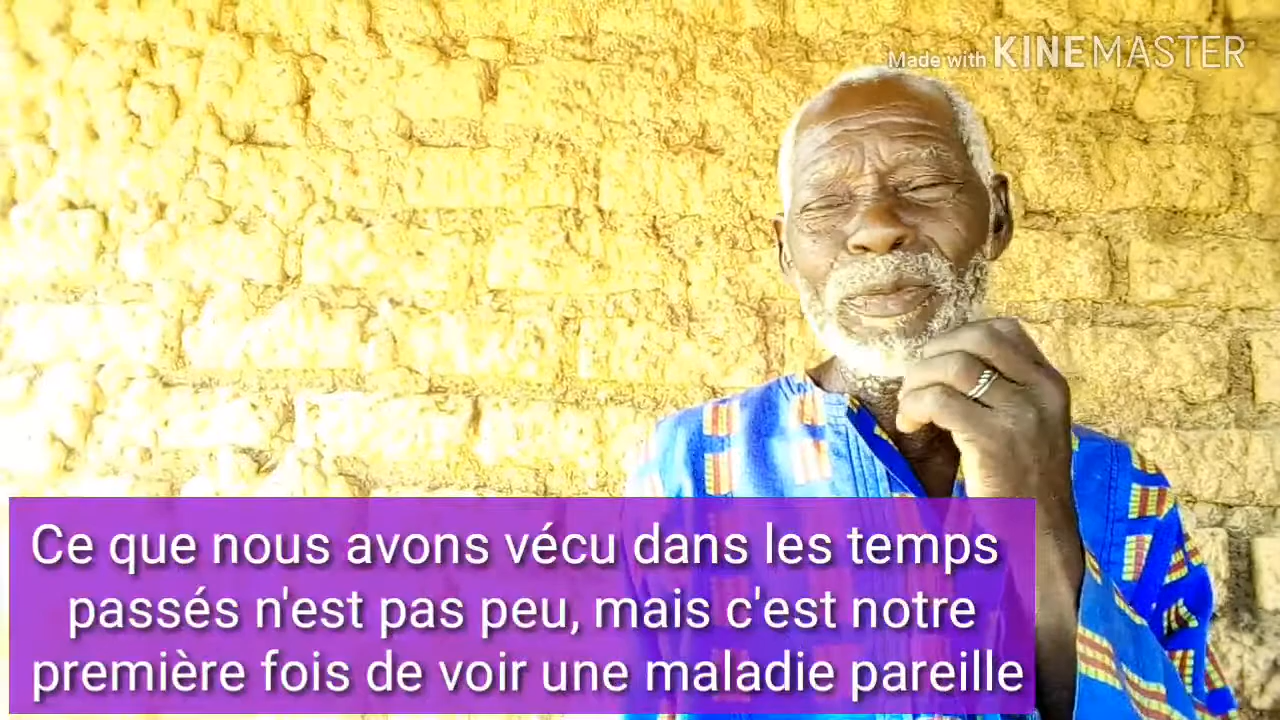 Made with KINEMASTER
Ce que nous avons vécu dans les temps
passés n'est pas peu, mais c'est notre
première fois de voir une maladie pareille